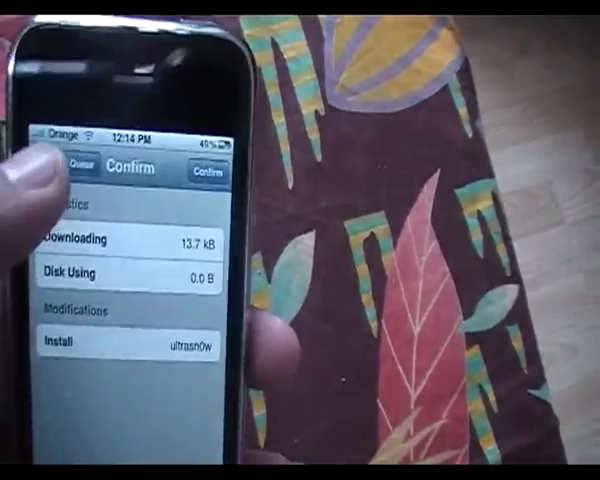 Orange 12:14 PM 49%
Queue Confirm Confirm
stics
Downloading 13.7 kB
Disk Using 0.0 B
Modifications
Install ultrasn0w